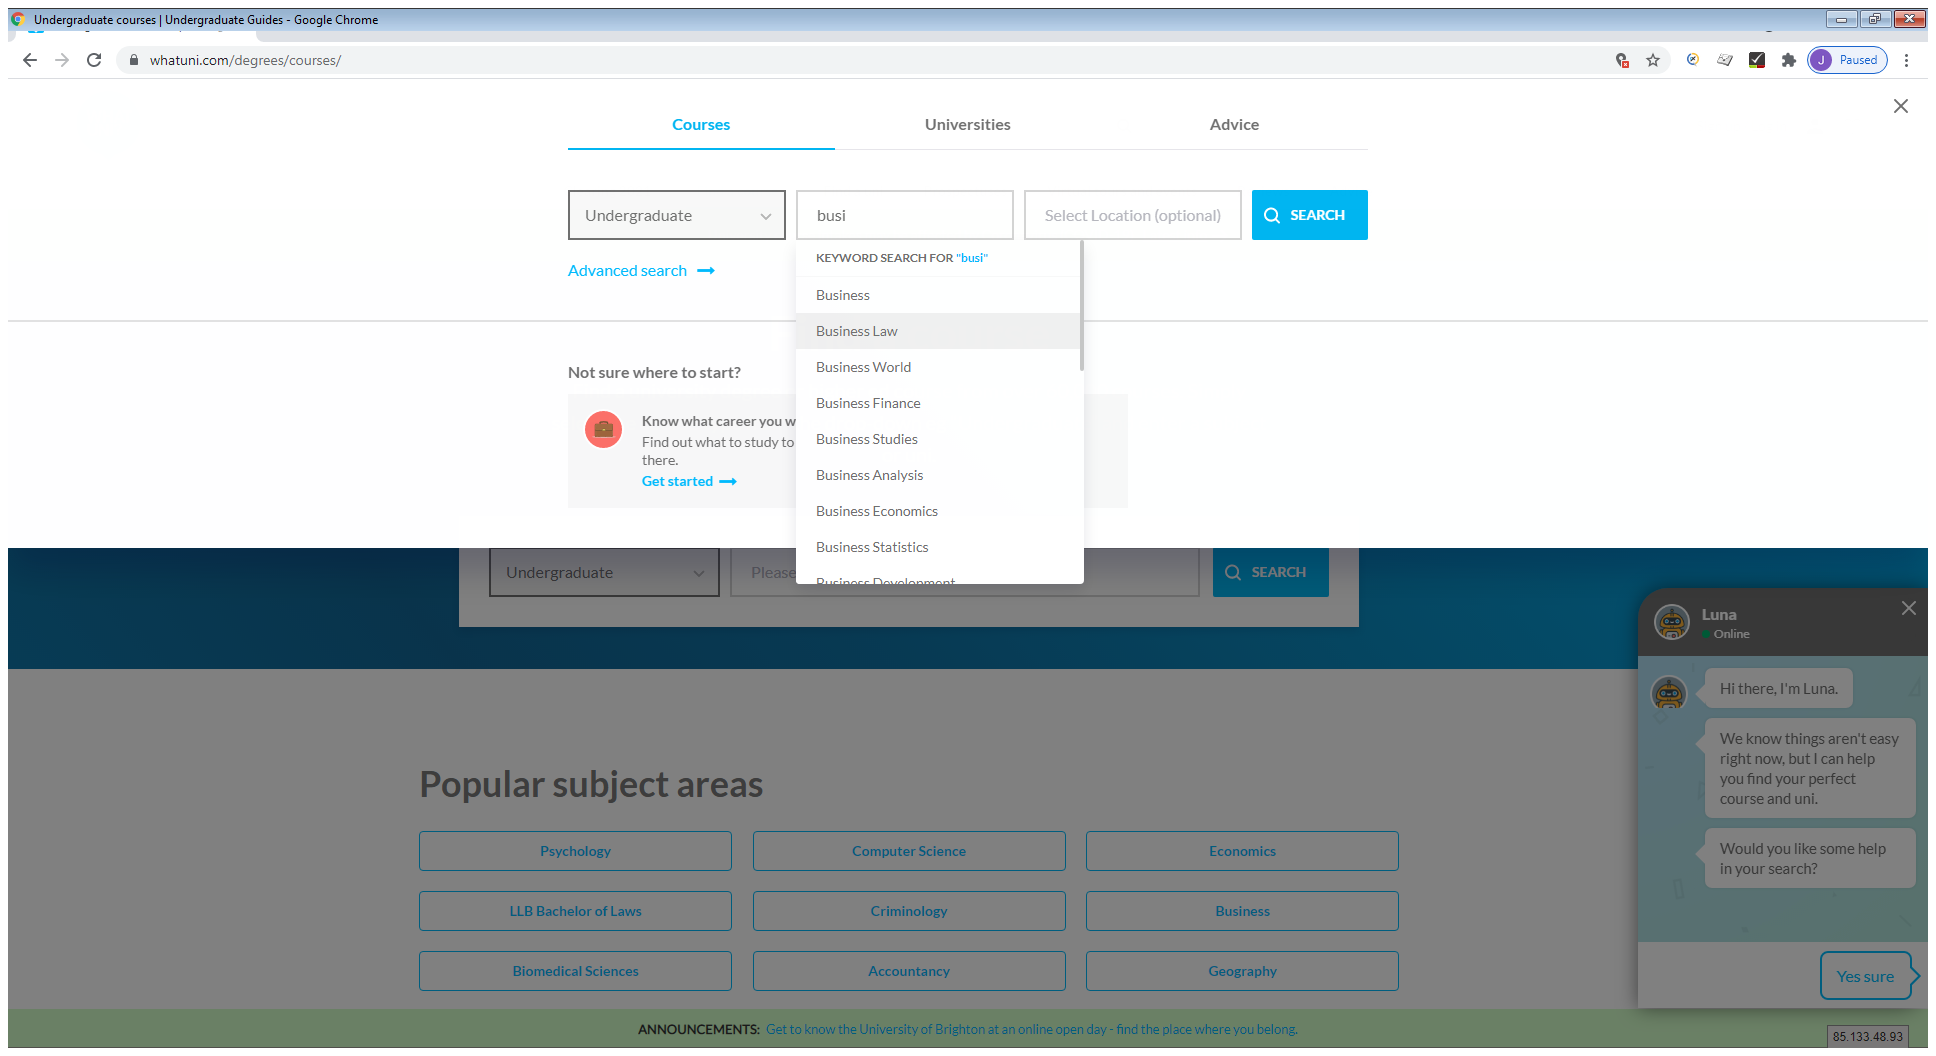 Undergraduate courses | Undergraduate Guides - Google Chrome
whatuni.com/degrees/courses/
J Paused
Courses Universities Advice
Undergraduate busi Select Location (optional) SEARCH
Advanced search
KEYWORD SEARCH FOR "busi"
Business
Business Law
Business World
Business Finance
Business Studies
Business Analysis
Business Economics
Business Statistics
Business Development
Not sure where to start?
Know what career you w
Find out what to study to
there.
Get started
Undergraduate Please SEARCH
Luna
Online
Hi there, I'm Luna.
We know things aren't easy
right now, but I can help
you find your perfect
course and uni.
Would you like some help
in your search?
Yes sure
Popular subject areas
Psychology Computer Science Economics
LLB Bachelor of Laws Criminology Business
Biomedical Sciences Accountancy Geography
ANNOUNCEMENTS: Get to know the University of Brighton at an online open day - find the place where you belong.
85.133.48.93